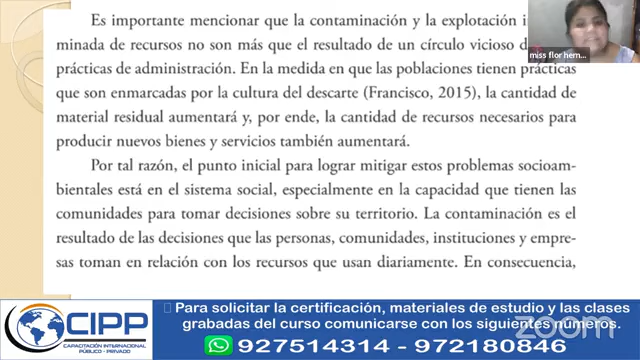 Es importante mencionar que la contaminación y la explotación in
minada de recursos no son más que el resultado de un círculo vicioso d
prácticas de administración. En la medida en que las poblaciones tienen prácticas
que son enmarcadas por la cultura del descarte (Francisco, 2015), la cantidad de
material residual aumentará y, por ende, la cantidad de recursos necesarios para
producir nuevos bienes y servicios también aumentará.
Por tal razón, el punto inicial para lograr mitigar estos problemas socioam-
bientales está en el sistema social, especialmente en la capacidad que tienen las
comunidades para tomar decisiones sobre su territorio. La contaminación es el
resultado de las decisiones que las personas, comunidades, instituciones y empre-
sas toman en relación con los recursos que usan diariamente. En consecuencia,
miss flor hem...
CIPP
CAPACITACIÓN INTERNACIONAL
PÚBLICO - PRIVADO
Para solicitar la certificación, materiales de estudio y las clases
grabadas del curso comunicarse con los siguientes números.
927514314 - 972180846
zoom